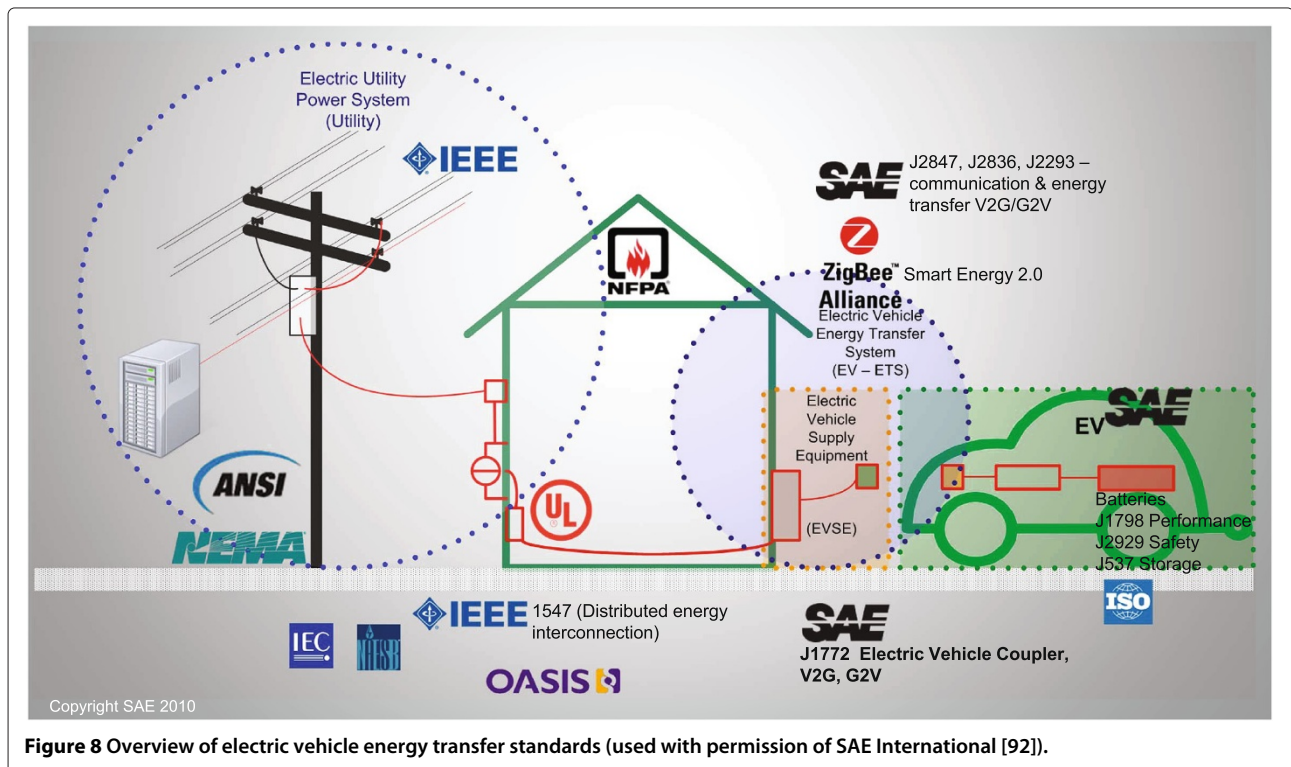 Electric Utility
Power System
(Utility)
IEEE
SAE
J2847, J2836, J2293 –
communication & energy
transfer V2G/G2V
Z
ZigBee™ Smart Energy 2.0
Alliance
NFPA®
Electric Vehicle
Energy Transfer
System
(EV – ETS)
Electric
Vehicle
Supply
Equipment
(EVSE)
EV
SAE
Batteries
J1798 Performance
J2929 Safety
J537 Storage
ISO
ANSI
NEMA
UL
®
IEC
NAESB
IEEE
1547 (Distributed energy
interconnection)
OASIS
SAE
J1772 Electric Vehicle Coupler,
V2G, G2V
Copyright SAE 2010
Figure 8 Overview of electric vehicle energy transfer standards (used with permission of SAE International [92]).